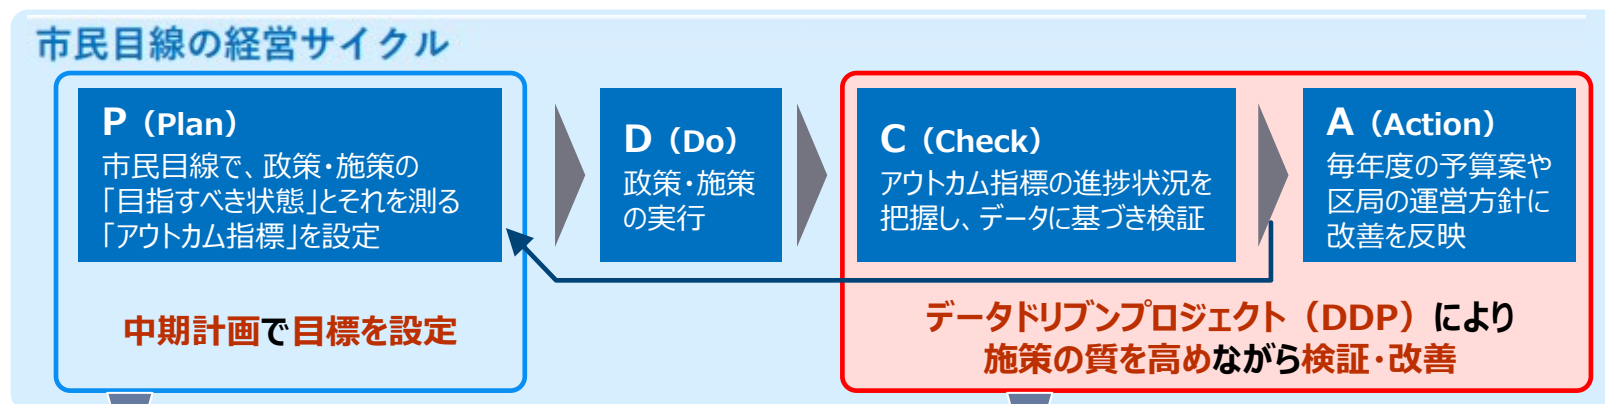 市民目線の経営サイクル
P（Plan）
市民目線で、政策・施策の
「目指すべき状態」とそれを測る
「アウトカム指標」を設定
D（Do）
政策・施策
の実行
C（Check）
アウトカム指標の進捗状況を
把握し、データに基づき検証
A（Action）
毎年度の予算案や
区局の運営方針に
改善を反映
中期計画で目標を設定
データドリブンプロジェクト（DDP）により
施策の質を高めながら検証・改善